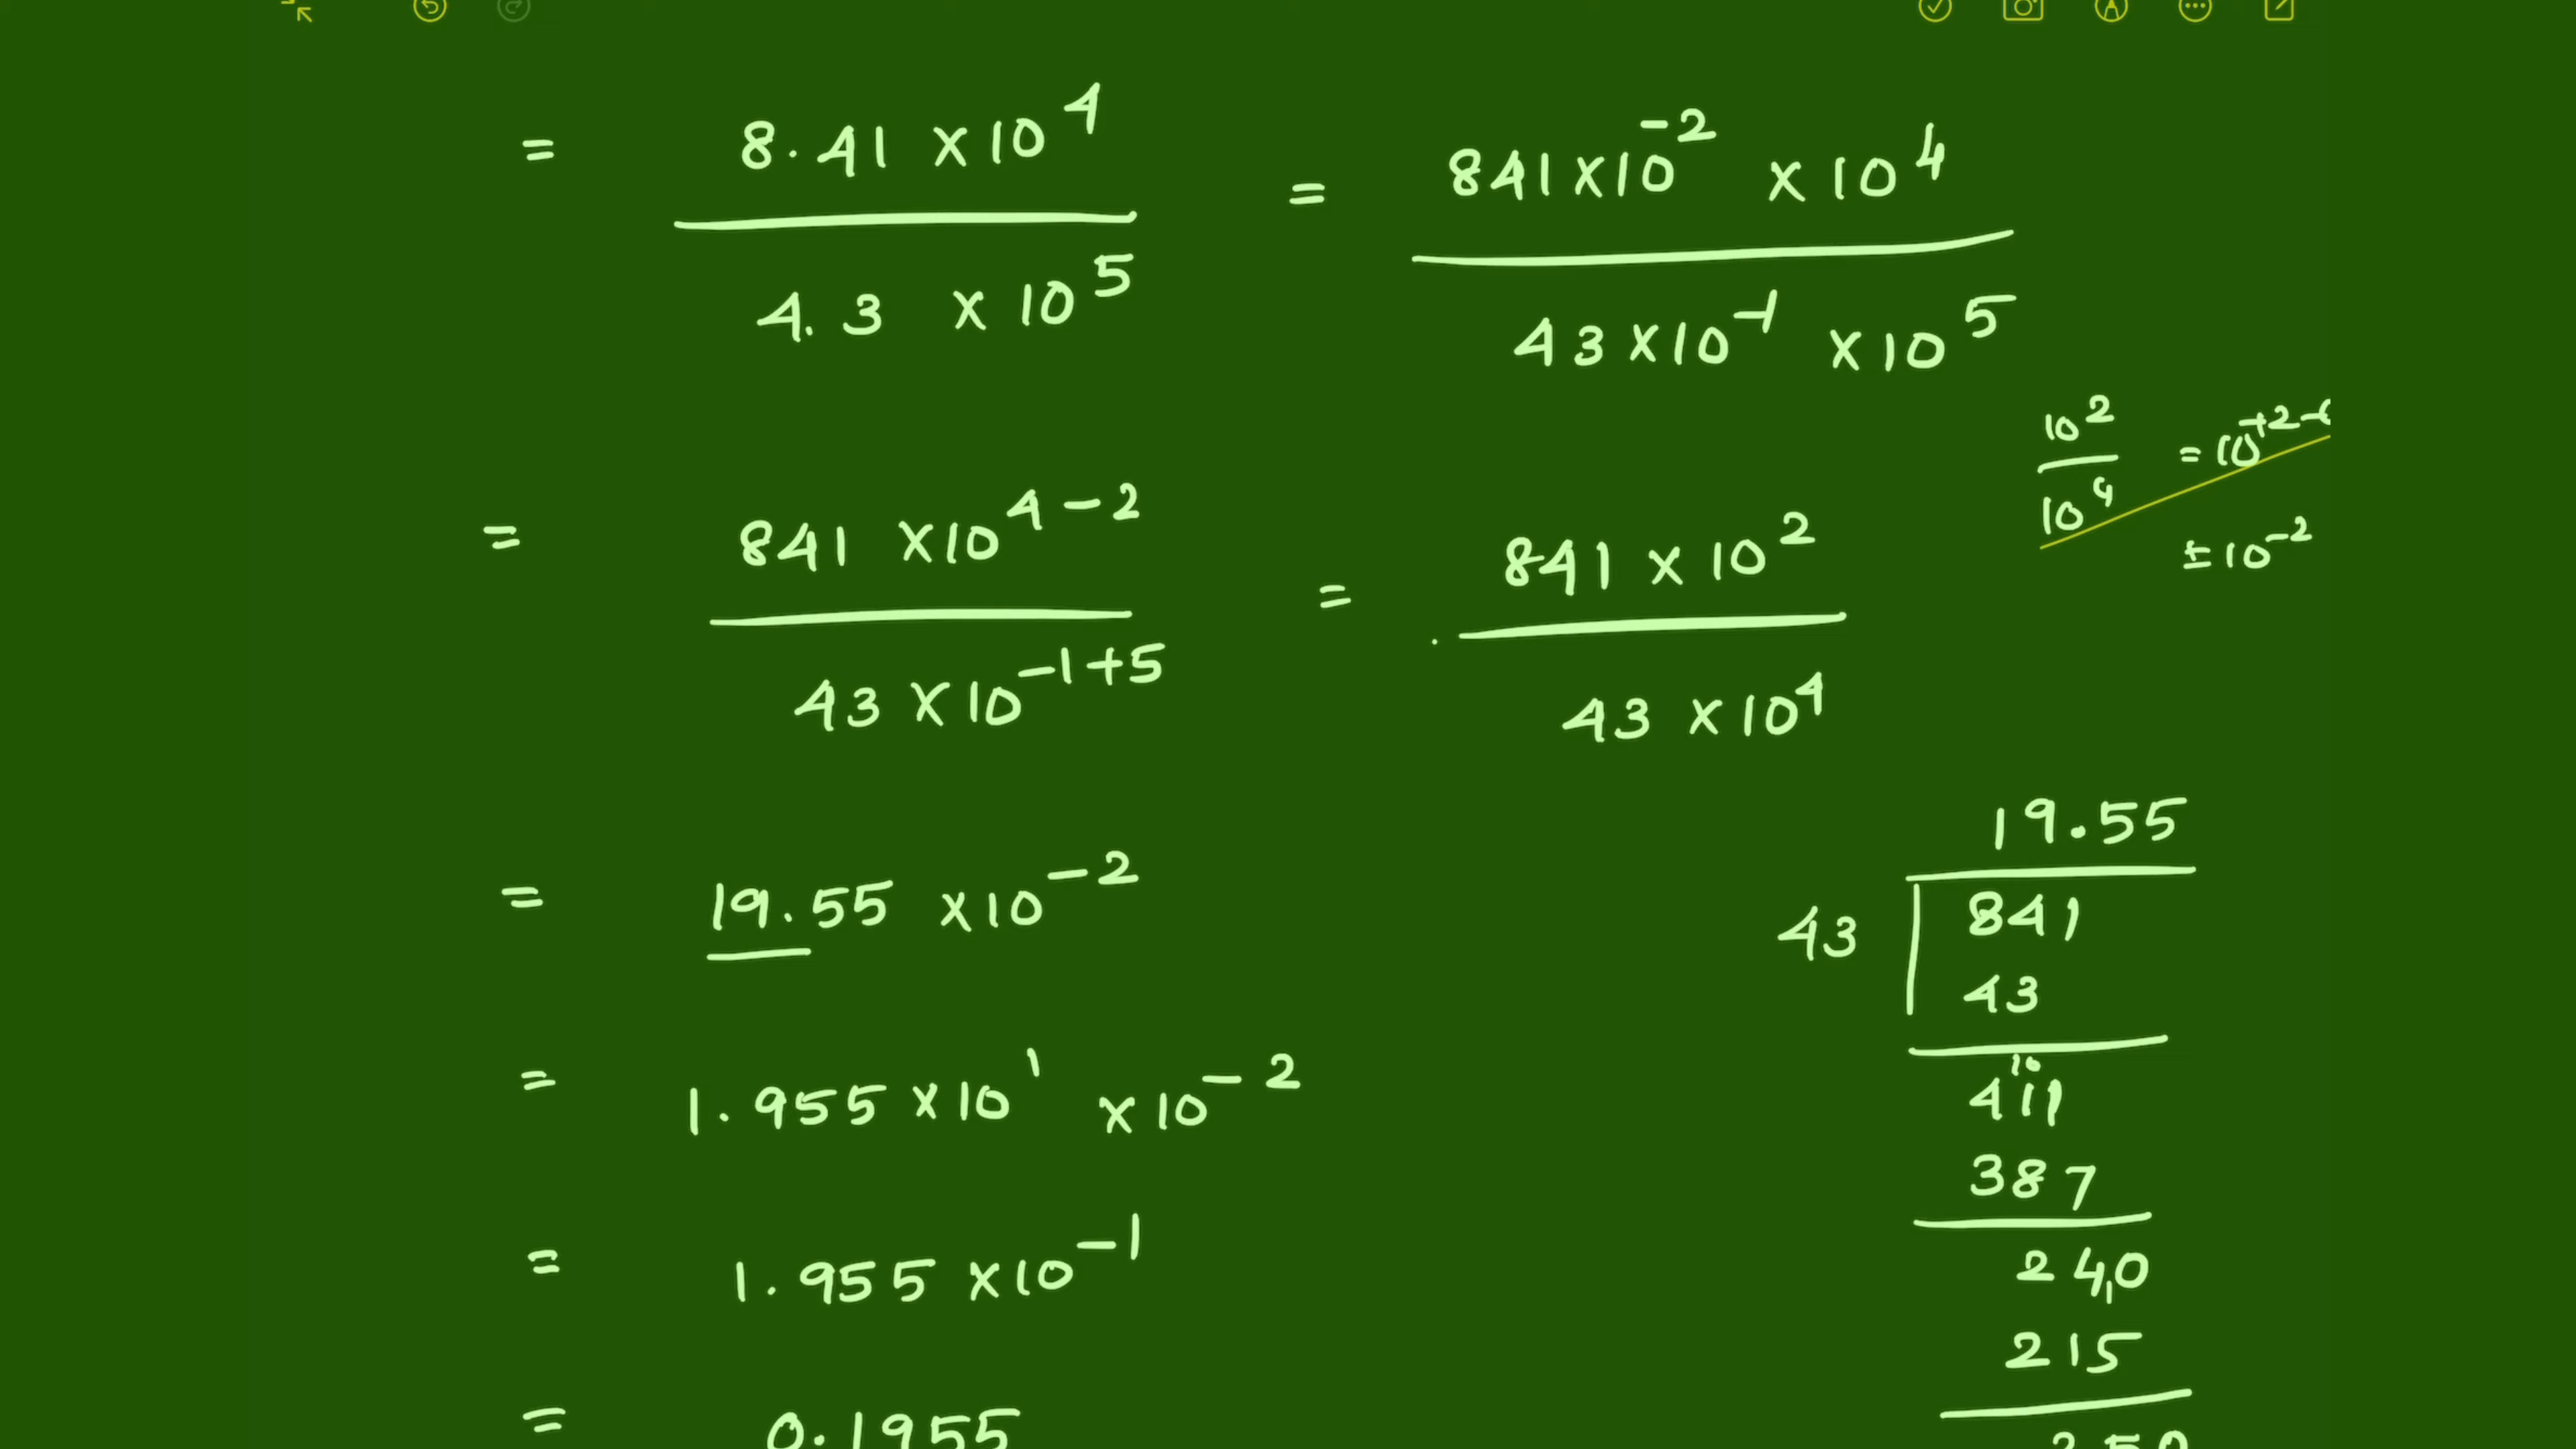 = 8.41 × 10^4 / 4.3 × 10^5 = 841 × 10^-2 × 10^4 / 43 × 10^-1 × 10^5
= 841 × 10^4-2 / 43 × 10^-1+5 = 841 × 10^2 / 43 × 10^4
10^2 / 10^4 = 10^+2-
= 10^-2
= 19.55 × 10^-2
= 1.955 × 10^1 × 10^-2
= 1.955 × 10^-1
= 0.1955
19.55
43 | 841
43
411
387
240
215
250